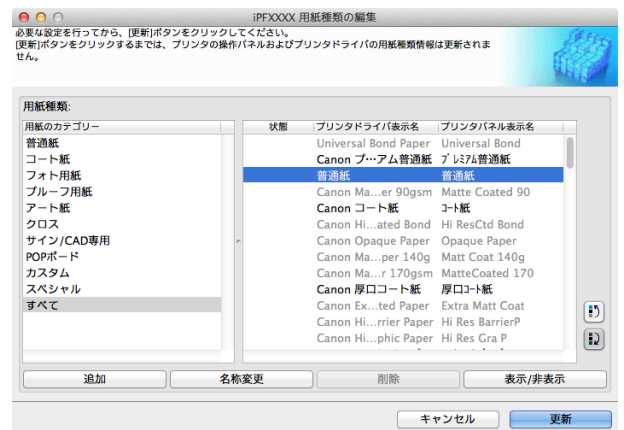 iPFXXXX 用紙種類の編集
必要な設定を行ってから、[更新]ボタンをクリックしてください。
[更新]ボタンをクリックするまでは、プリンタの操作パネルおよびプリンタドライバの用紙種類情報は更新されま
せん。
用紙種類:
用紙のカテゴリー
普通紙
コート紙
フォト用紙
プルーフ用紙
アート紙
クロス
サイン/CAD専用
POPボード
カスタム
スペシャル
すべて
状態 プリンタドライバ表示名 プリンタパネル表示名
Universal Bond Paper Universal Bond
Canon プ…アム普通紙 プレミアム普通紙
普通紙 普通紙
Canon Ma...er 90gsm Matte Coated 90
Canon コート紙 コート紙
Canon Hi...ated Bond Hi ResCtd Bond
Canon Opaque Paper Opaque Paper
Canon Ma...per 140g Matt Coat 140g
Canon Ma...r 170gsm MatteCoated 170
Canon 厚口コート紙 厚口コート紙
Canon Ex...ted Paper Extra Matt Coat
Canon Hi...rrier Paper Hi Res BarrierP
Canon Hi...phic Paper Hi Res Gra P
追加 名称変更 削除 表示/非表示
キャンセル 更新